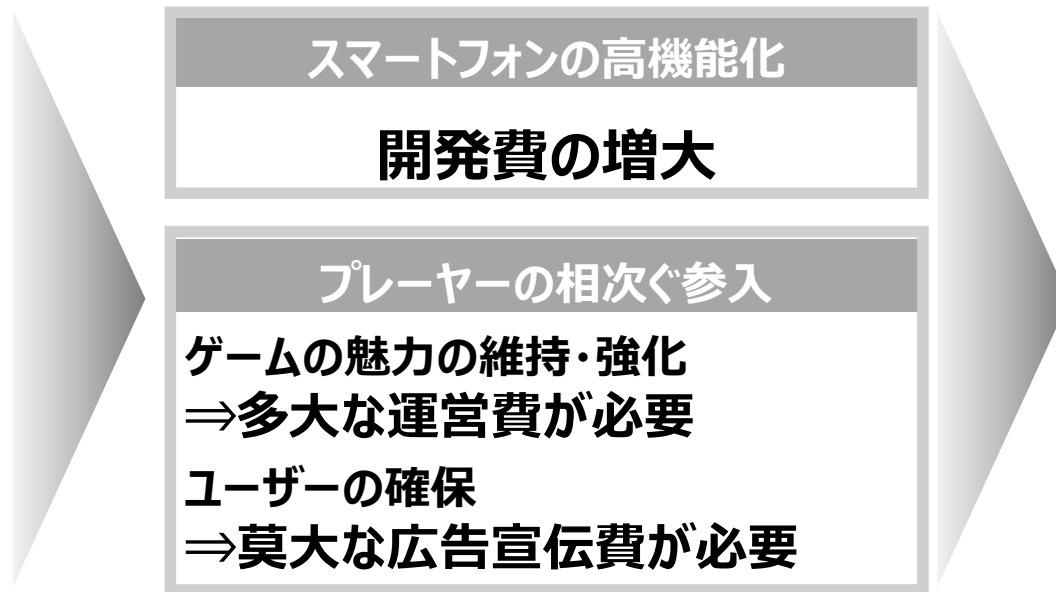 スマートフォンの高機能化
開発費の増大
プレーヤーの相次ぐ参入
ゲームの魅力の維持・強化
⇒多大な運営費が必要
ユーザーの確保
⇒莫大な広告宣伝費が必要